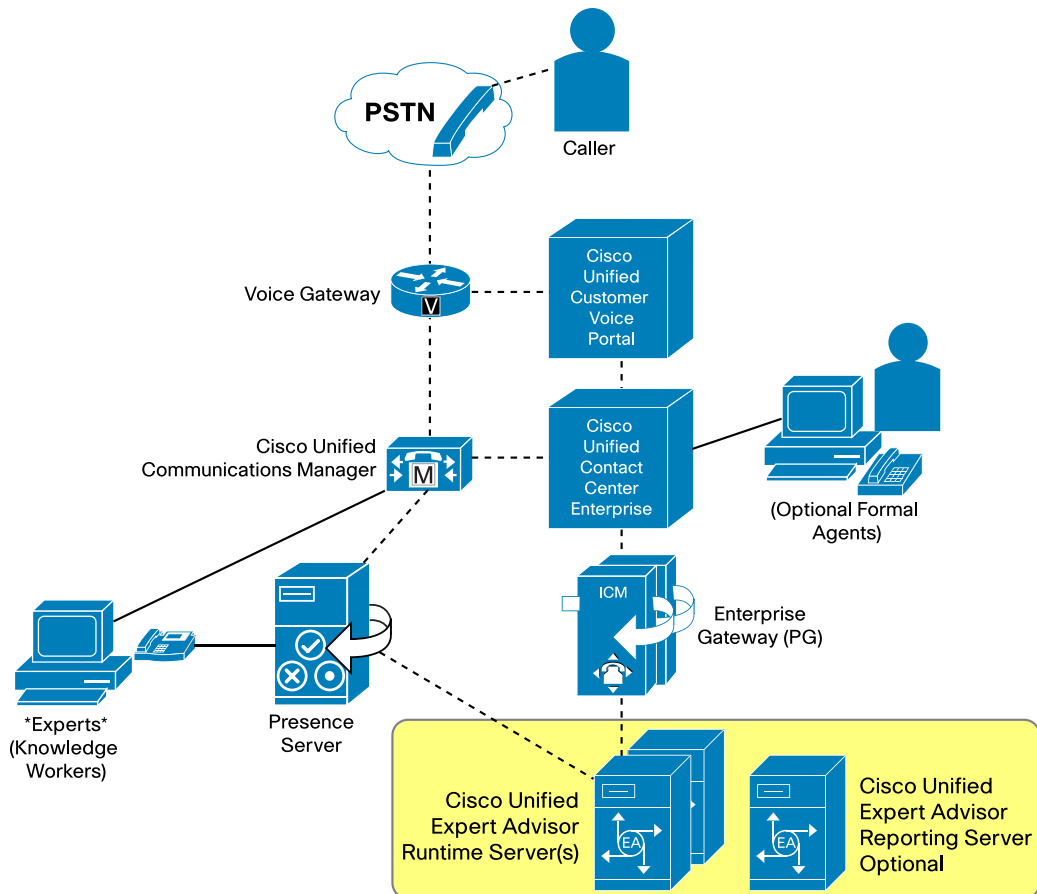 PSTN
Caller
Cisco
Unified
Customer
Voice
Portal
Voice Gateway
V
Cisco Unified
Communications Manager
M
Cisco
Unified
Contact
Center
Enterprise
(Optional Formal
Agents)
ICM
Enterprise
Gateway (PG)
*Experts*
(Knowledge
Workers)
Presence
Server
Cisco Unified
Expert Advisor
Runtime Server(s)
EA
EA
Cisco Unified
Expert Advisor
Reporting Server
Optional